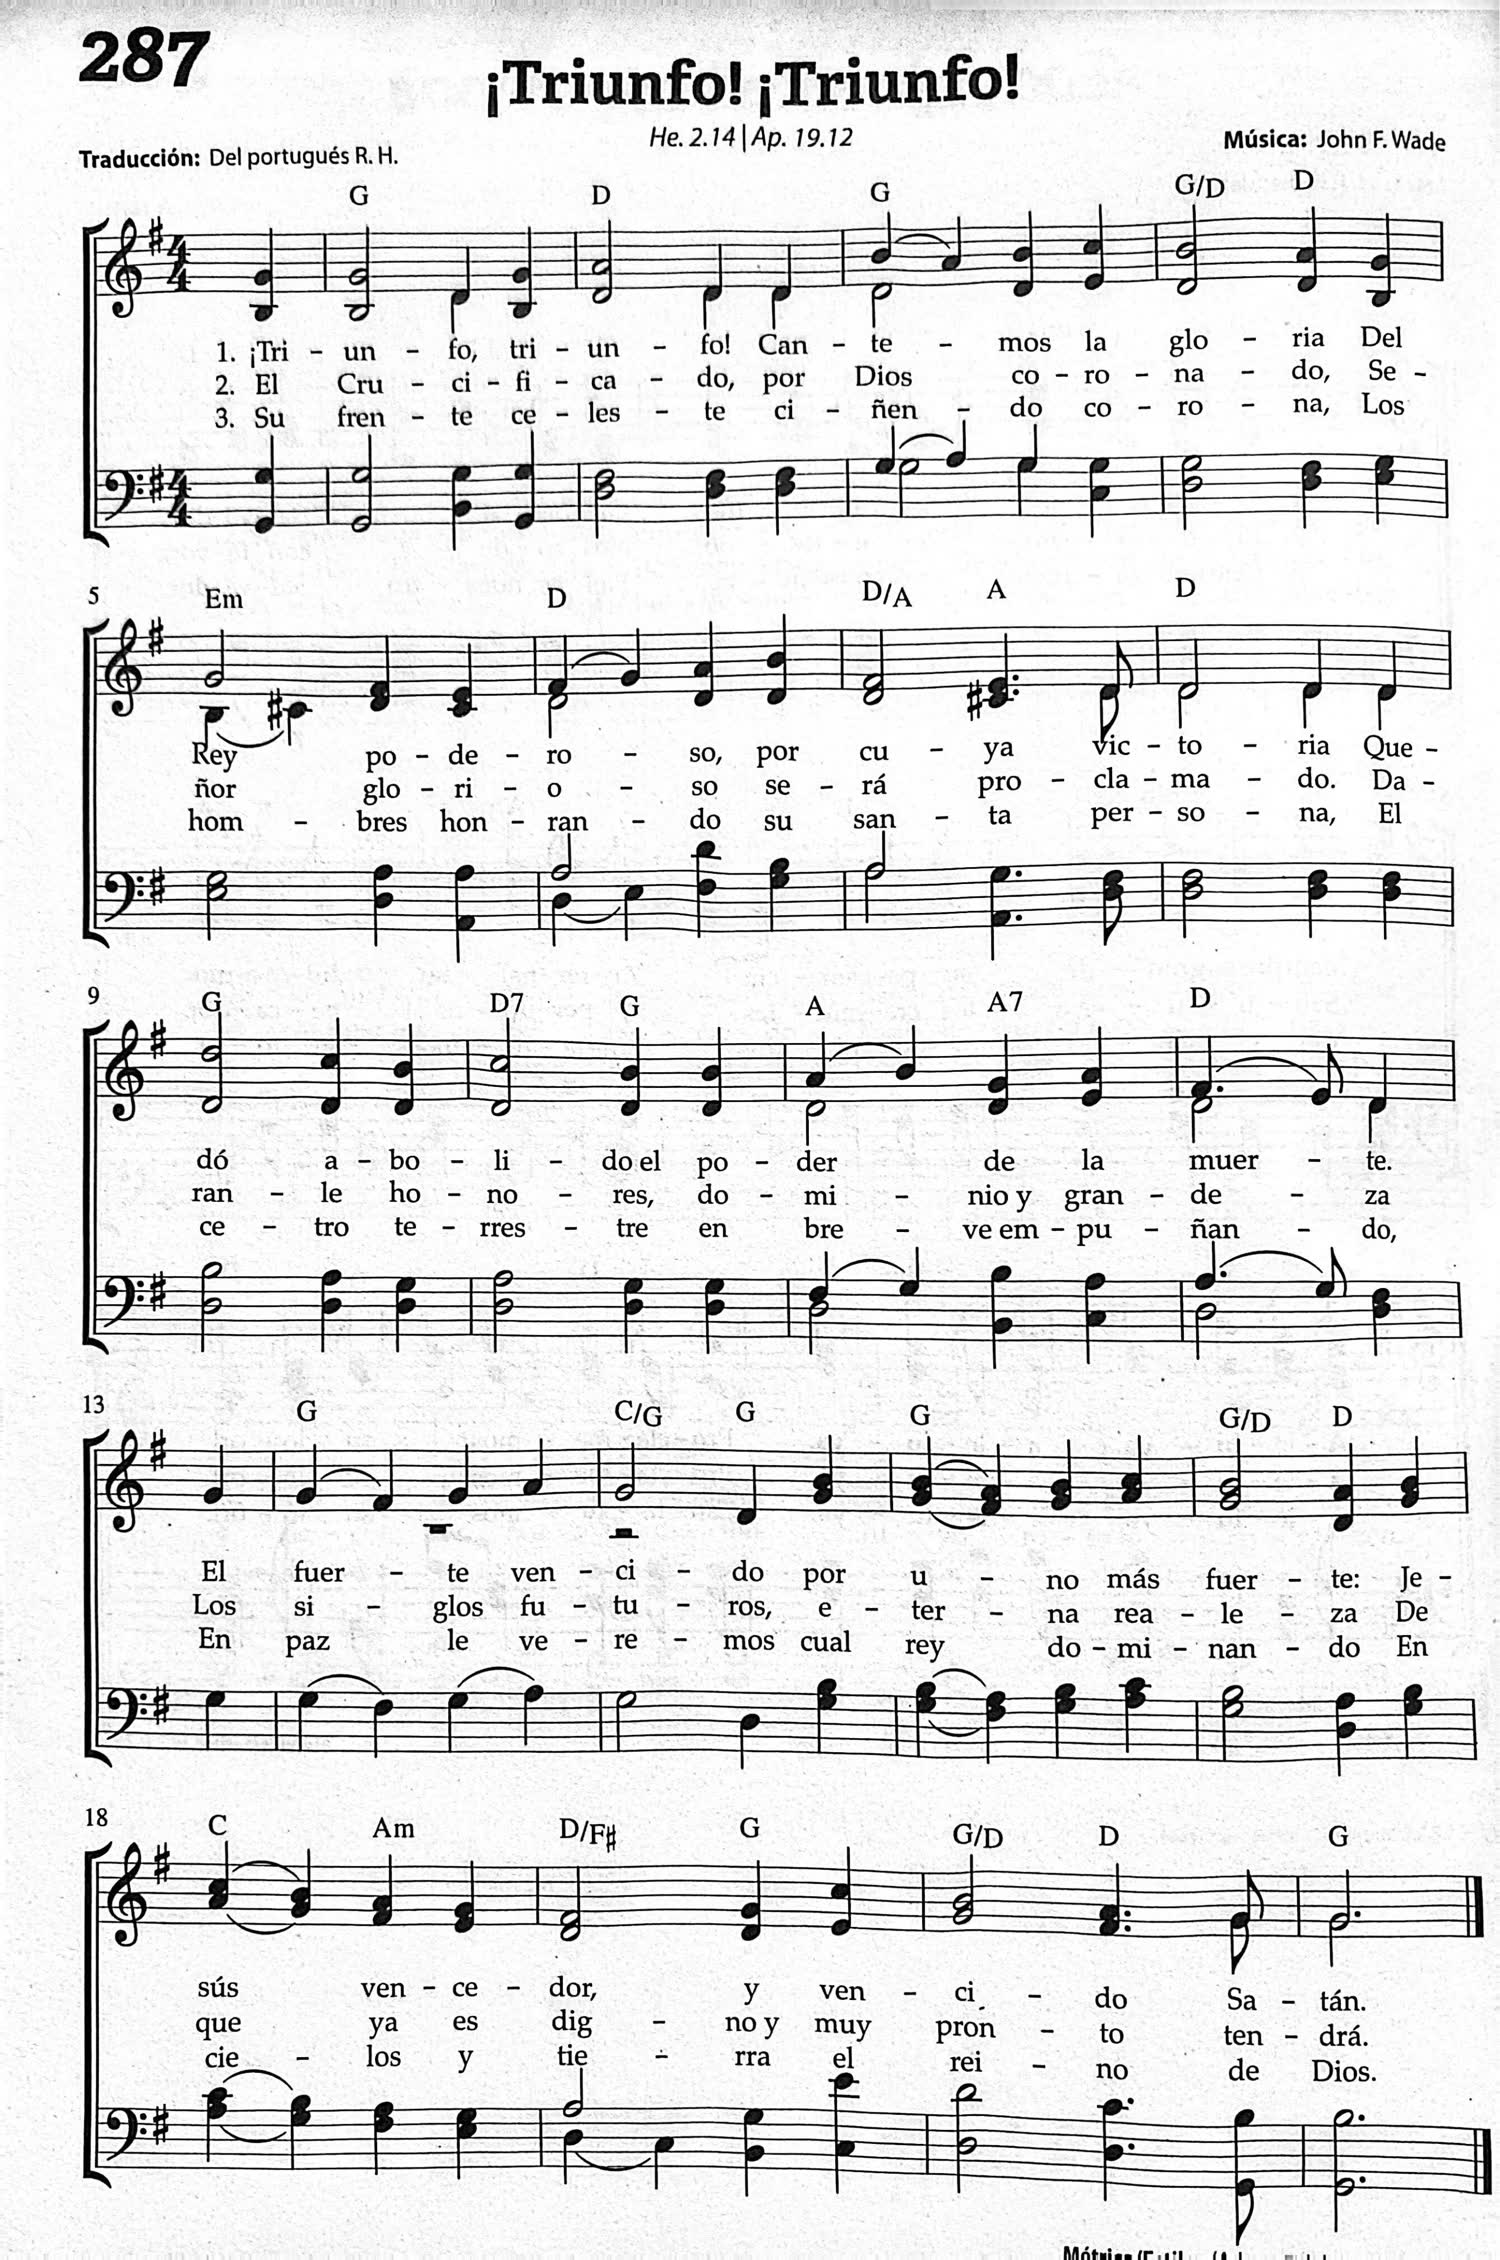 287
¡Triunfo! ¡Triunfo!
He. 2.14 | Ap. 19.12
Traducción: Del portugués R. H.
Música: John F. Wade
G D G G/D D
1. ¡Tri – un – fo, tri – un – fo! Can – te – mos la glo – ria Del
2. El Cru – ci – fi – ca – do, por Dios co – ro – na – do, Se –
3. Su fren – te ce – les – te ci – ñen – do co – ro – na, Los
5
Em D D/A A D
Rey po – de – ro – so, por cu – ya vic – to – ria Que –
ñor glo – ri – o – so se – rá pro – cla – ma – do. Da –
hom – bres hon – ran – do su san – ta per – so – na, El
9
G D7 G A A7 D
dó a – bo – li – do el po – der de la muer – te.
ran – le ho – no – res, do – mi – nio y gran – de – za
ce – tro te – rres – tre en bre – ve em – pu – ñan – do,
13
G C/G G G G/D D
El fuer – te ven – ci – do por u – no más fuer – te: Je –
Los si – glos fu – tu – ros, e – ter – na rea – le – za De
En paz le ve – re – mos cual rey do – mi – nan – do En
18
C Am D/F# G G/D D G
sús ven – ce – dor, y ven – ci – do Sa – tán.
que ya es dig – no y muy pron – to ten – drá.
cie – los y tie – rra el rei – no de Dios.